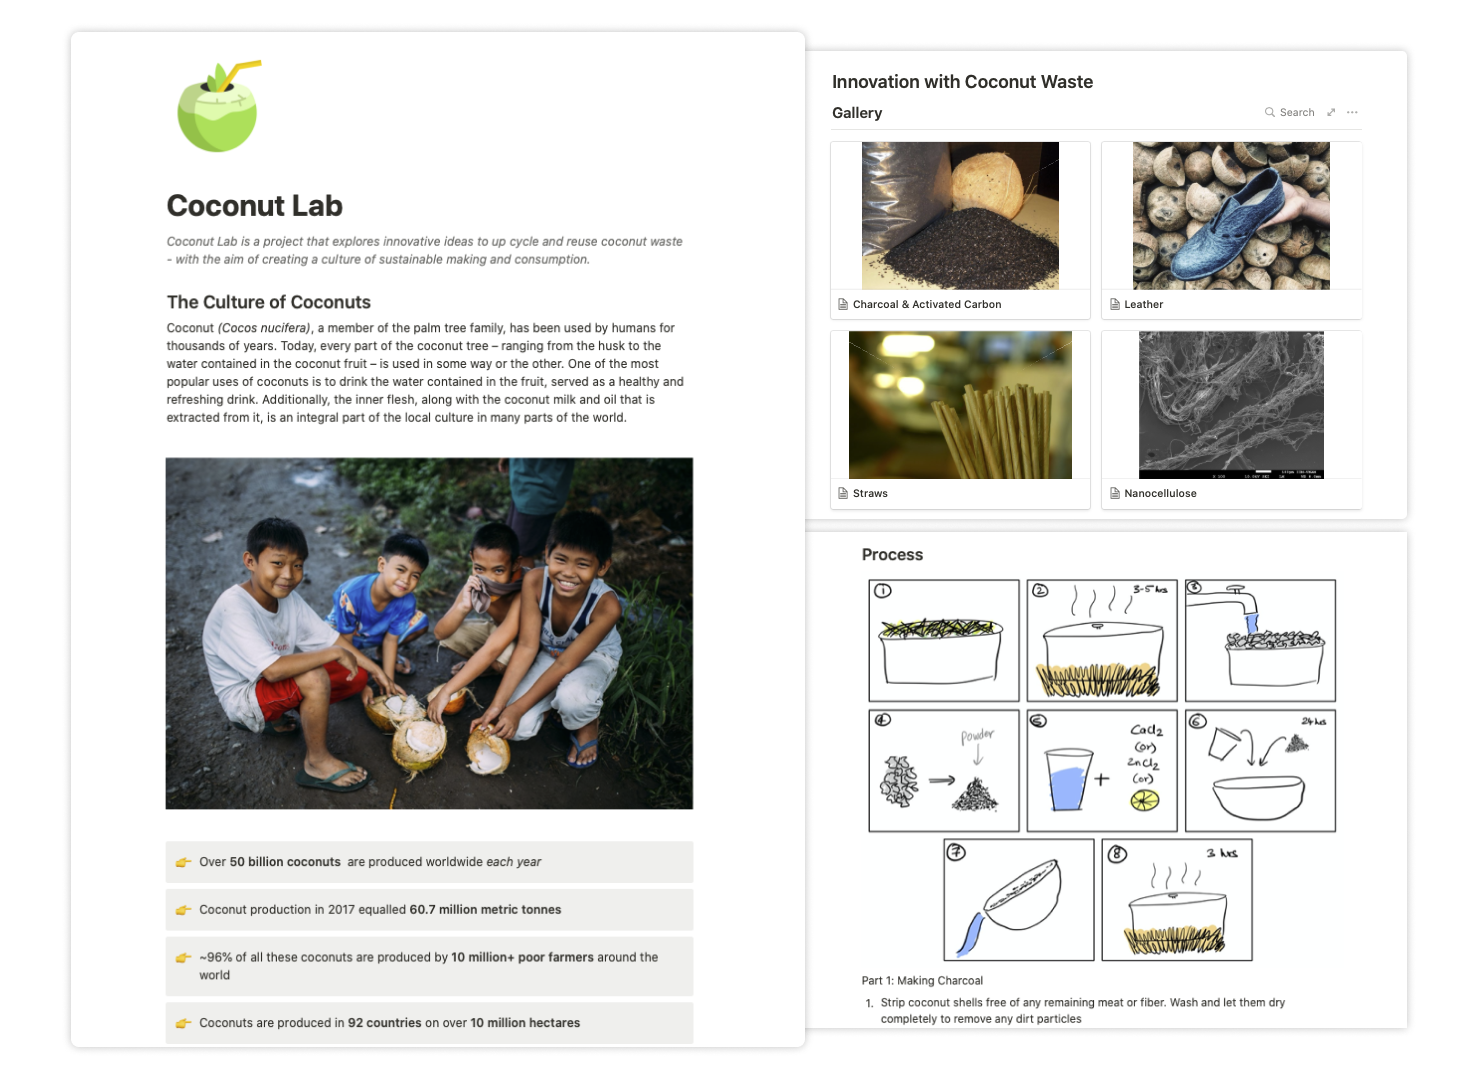 Coconut Lab
Coconut Lab is a project that explores innovative ideas to up cycle and reuse coconut waste
- with the aim of creating a culture of sustainable making and consumption.
The Culture of Coconuts
Coconut (Cocos nucifera), a member of the palm tree family, has been used by humans for
thousands of years. Today, every part of the coconut tree – ranging from the husk to the
water contained in the coconut fruit – is used in some way or the other. One of the most
popular uses of coconuts is to drink the water contained in the fruit, served as a healthy and
refreshing drink. Additionally, the inner flesh, along with the coconut milk and oil that is
extracted from it, is an integral part of the local culture in many parts of the world.
Over 50 billion coconuts are produced worldwide each year
Coconut production in 2017 equalled 60.7 million metric tonnes
~96% of all these coconuts are produced by 10 million+ poor farmers around the
world
Coconuts are produced in 92 countries on over 10 million hectares
Innovation with Coconut Waste
Gallery
Search
Charcoal & Activated Carbon
Leather
Straws
Nanocellulose
Process
1
2
3-5 hrs
3
4
Powder
5
CaCl2
(or)
ZnCl2
(or)
6
24 hrs
7
8
3 hrs
Part 1: Making Charcoal
1. Strip coconut shells free of any remaining meat or fiber. Wash and let them dry
completely to remove any dirt particles